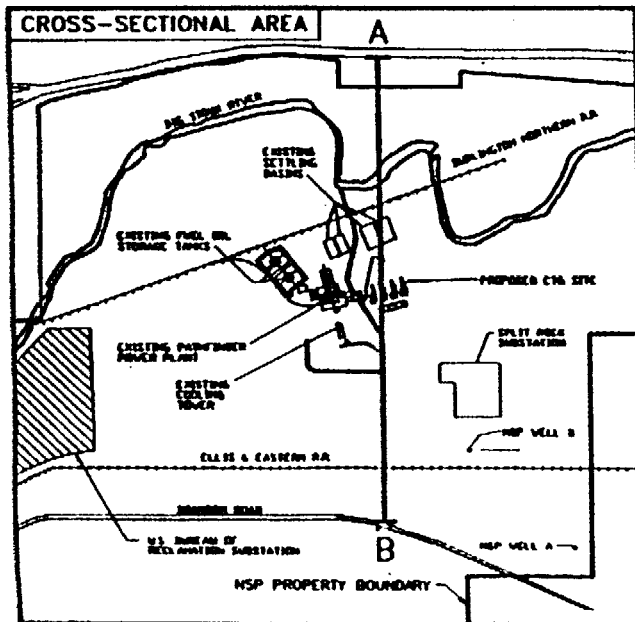 CROSS-SECTIONAL AREA
A
BIG SIOUX RIVER
BURLINGTON NORTHERN R.R.
EXISTING
SETTLING
BASINS
EXISTING FUEL OIL
STORAGE TANKS
PROPOSED CTG SITE
EXISTING PATHFINDER
POWER PLANT
SPLIT ROCK
SUBSTATION
EXISTING
COOLING
TOWER
NSP WELL B
ELLIS & EASTERN R.R.
BRANDON ROAD
U.S. BUREAU OF
RECLAMATION SUBSTATION
B
NSP WELL A
NSP PROPERTY BOUNDARY